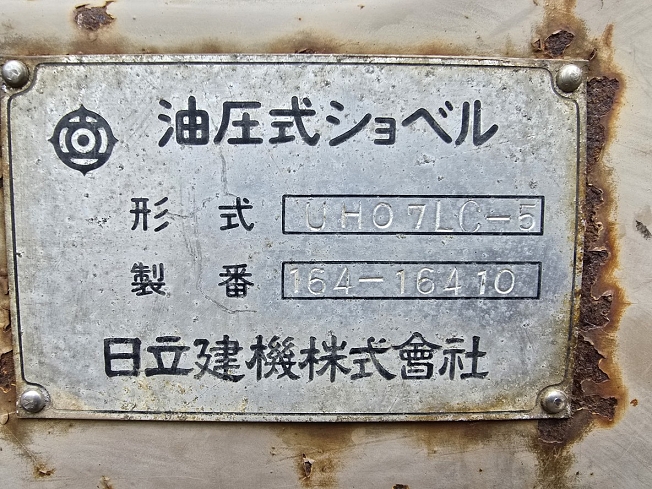 油圧式ショベル
形式 UH07LC-5
製番 164-16410
日立建機株式會社